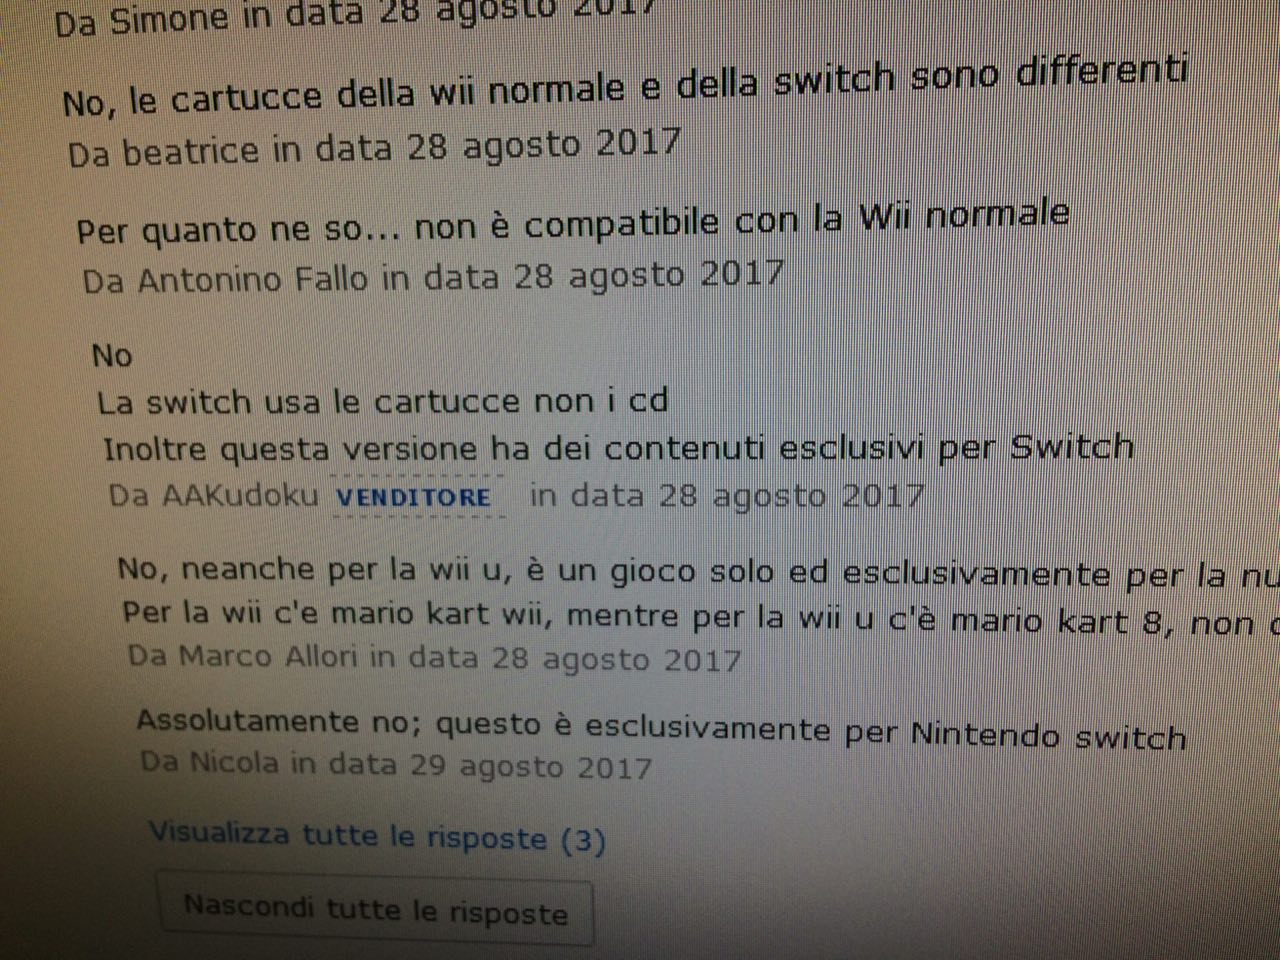 Da Simone in data 28 agosto 2017
No, le cartucce della wii normale e della switch sono differenti
Da beatrice in data 28 agosto 2017
Per quanto ne so... non è compatibile con la Wii normale
Da Antonino Fallo in data 28 agosto 2017
No
La switch usa le cartucce non i cd
Inoltre questa versione ha dei contenuti esclusivi per Switch
Da AAKudoku VENDITORE in data 28 agosto 2017
No, neanche per la wii u, è un gioco solo ed esclusivamente per la
Per la wii c'e mario kart wii, mentre per la wii u c'è mario kart 8, non
Da Marco Allori in data 28 agosto 2017
Assolutamente no; questo è esclusivamente per Nintendo switch
Da Nicola in data 29 agosto 2017
Visualizza tutte le risposte (3)
Nascondi tutte le risposte